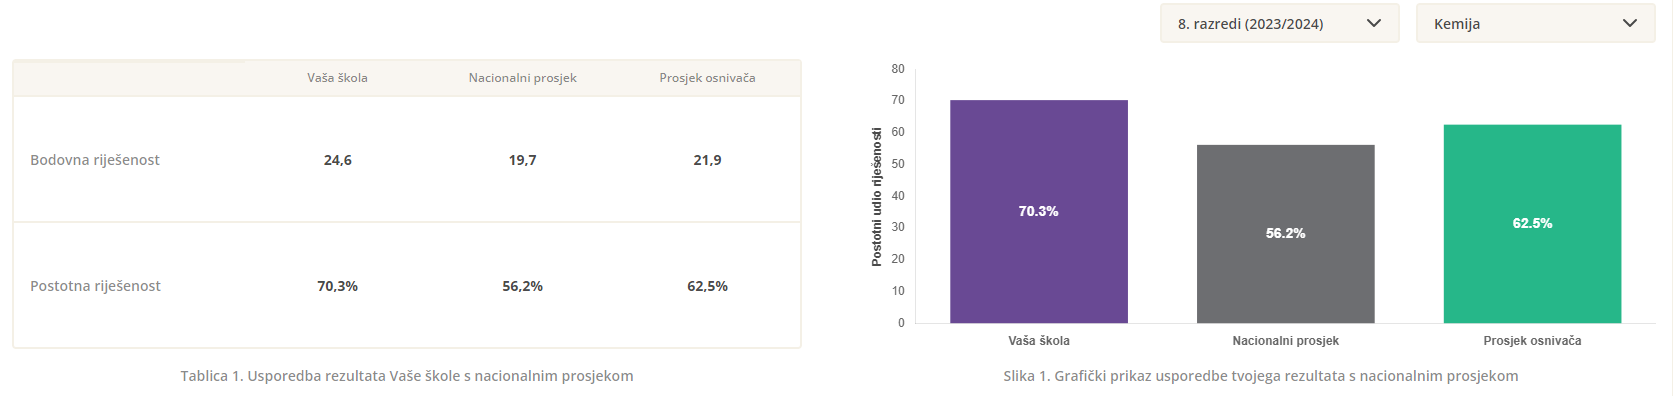 8. razredi (2023/2024)
Kemija
Vaša škola Nacionalni prosjek Prosjek osnivača
Bodovna riješenost 24,6 19,7 21,9
Postotna riješenost 70,3% 56,2% 62,5%
Tablica 1. Usporedba rezultata Vaše škole s nacionalnim prosjekom
Postotni udio riješenosti
80
70
60
50
40
30
20
10
0
70.3%
56.2%
62.5%
Vaša škola Nacionalni prosjek Prosjek osnivača
Slika 1. Grafički prikaz usporedbe tvojega rezultata s nacionalnim prosjekom